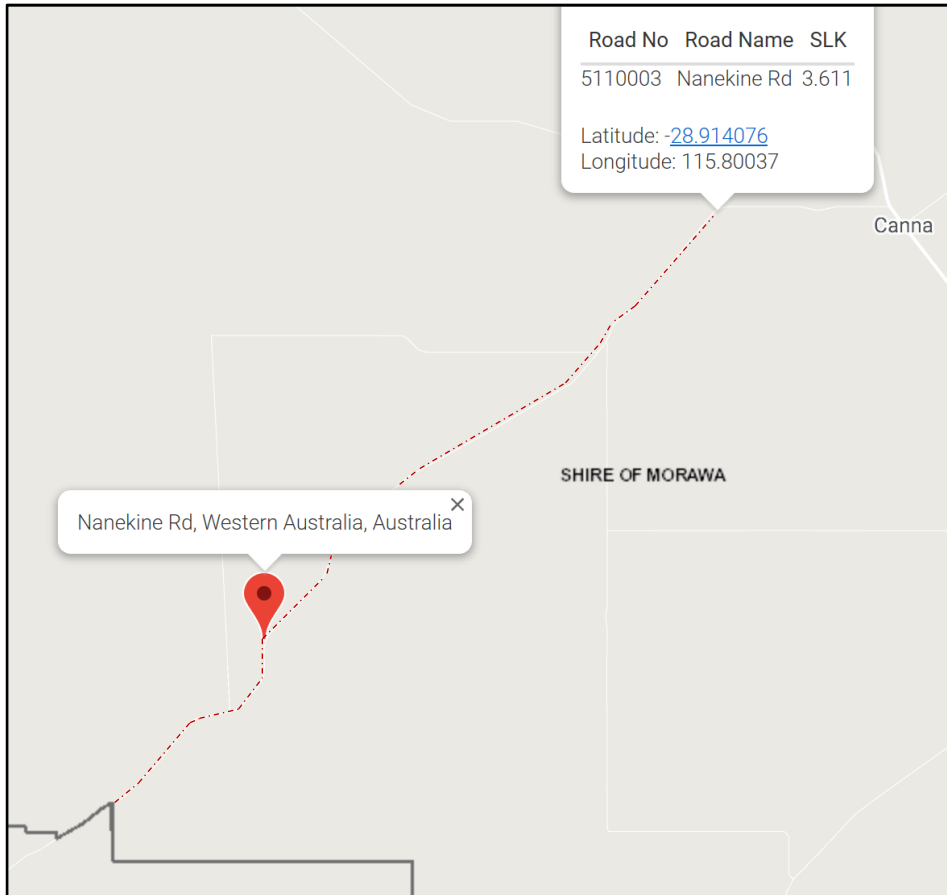 Road No Road Name SLK
5110003 Nanekine Rd 3.611
Latitude: -28.914076
Longitude: 115.80037
Canna
SHIRE OF MORAWA
Nanekine Rd, Western Australia, Australia